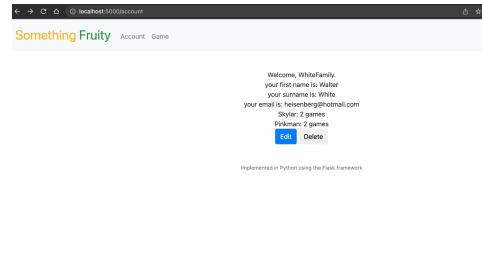 localhost:5000/account
Something Fruity Account Game
Welcome, WhiteFamily.
your first name is: Walter
your surname is: White
your email is: heisenberg@hotmail.com
Skylar: 2 games
Pinkman: 2 games
Edit Delete
Implemented in Python using the Flask framework